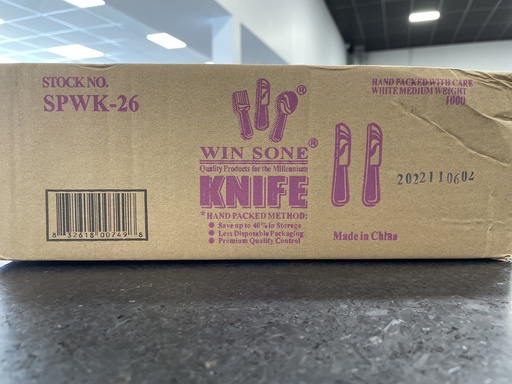 STOCK NO.
SPWK-26
HAND PACKED WITH CARE
WHITE MEDIUM WEIGHT
1000
®
WIN SONE®
Quality Products for the Millennium
KNIFE
*HAND PACKED METHOD:
● Save up to 40% in Storage
● Less Disposable Packaging
● Premium Quality Control
Made in China
2022110602
8 32618 00749 8